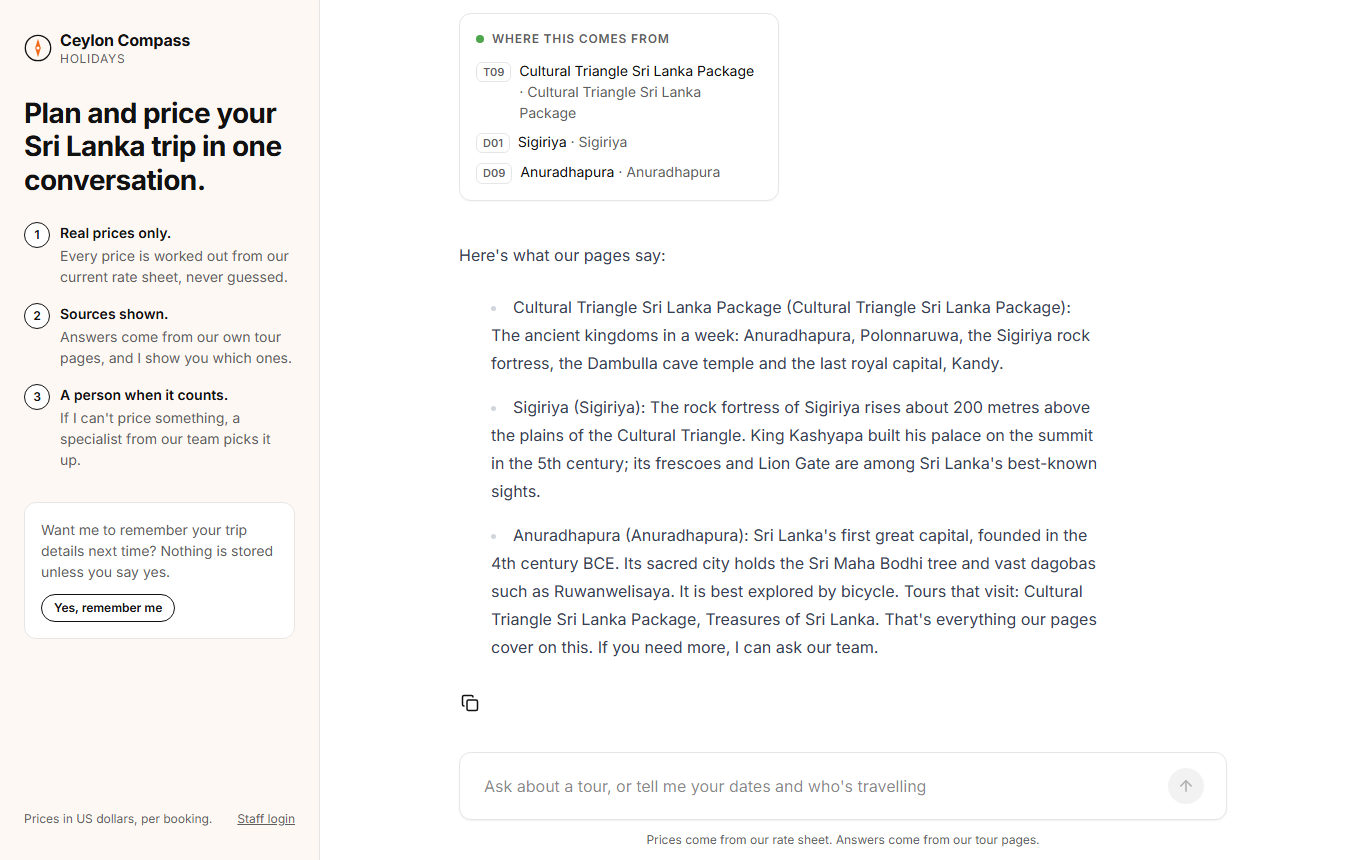 Ceylon Compass
HOLIDAYS
Plan and price your
Sri Lanka trip in one
conversation.
1
Real prices only.
Every price is worked out from our
current rate sheet, never guessed.
2
Sources shown.
Answers come from our own tour
pages, and I show you which ones.
3
A person when it counts.
If I can't price something, a
specialist from our team picks it
up.
Want me to remember your trip
details next time? Nothing is stored
unless you say yes.
Yes, remember me
Prices in US dollars, per booking.
Staff login
WHERE THIS COMES FROM
T09 Cultural Triangle Sri Lanka Package
· Cultural Triangle Sri Lanka
Package
D01 Sigiriya · Sigiriya
D09 Anuradhapura · Anuradhapura
Here's what our pages say:
Cultural Triangle Sri Lanka Package (Cultural Triangle Sri Lanka Package):
The ancient kingdoms in a week: Anuradhapura, Polonnaruwa, the Sigiriya rock
fortress, the Dambulla cave temple and the last royal capital, Kandy.
Sigiriya (Sigiriya): The rock fortress of Sigiriya rises about 200 metres above
the plains of the Cultural Triangle. King Kashyapa built his palace on the summit
in the 5th century; its frescoes and Lion Gate are among Sri Lanka's best-known
sights.
Anuradhapura (Anuradhapura): Sri Lanka's first great capital, founded in the
4th century BCE. Its sacred city holds the Sri Maha Bodhi tree and vast dagobas
such as Ruwanwelisaya. It is best explored by bicycle. Tours that visit: Cultural
Triangle Sri Lanka Package, Treasures of Sri Lanka. That's everything our pages
cover on this. If you need more, I can ask our team.
Ask about a tour, or tell me your dates and who's travelling
Prices come from our rate sheet. Answers come from our tour pages.